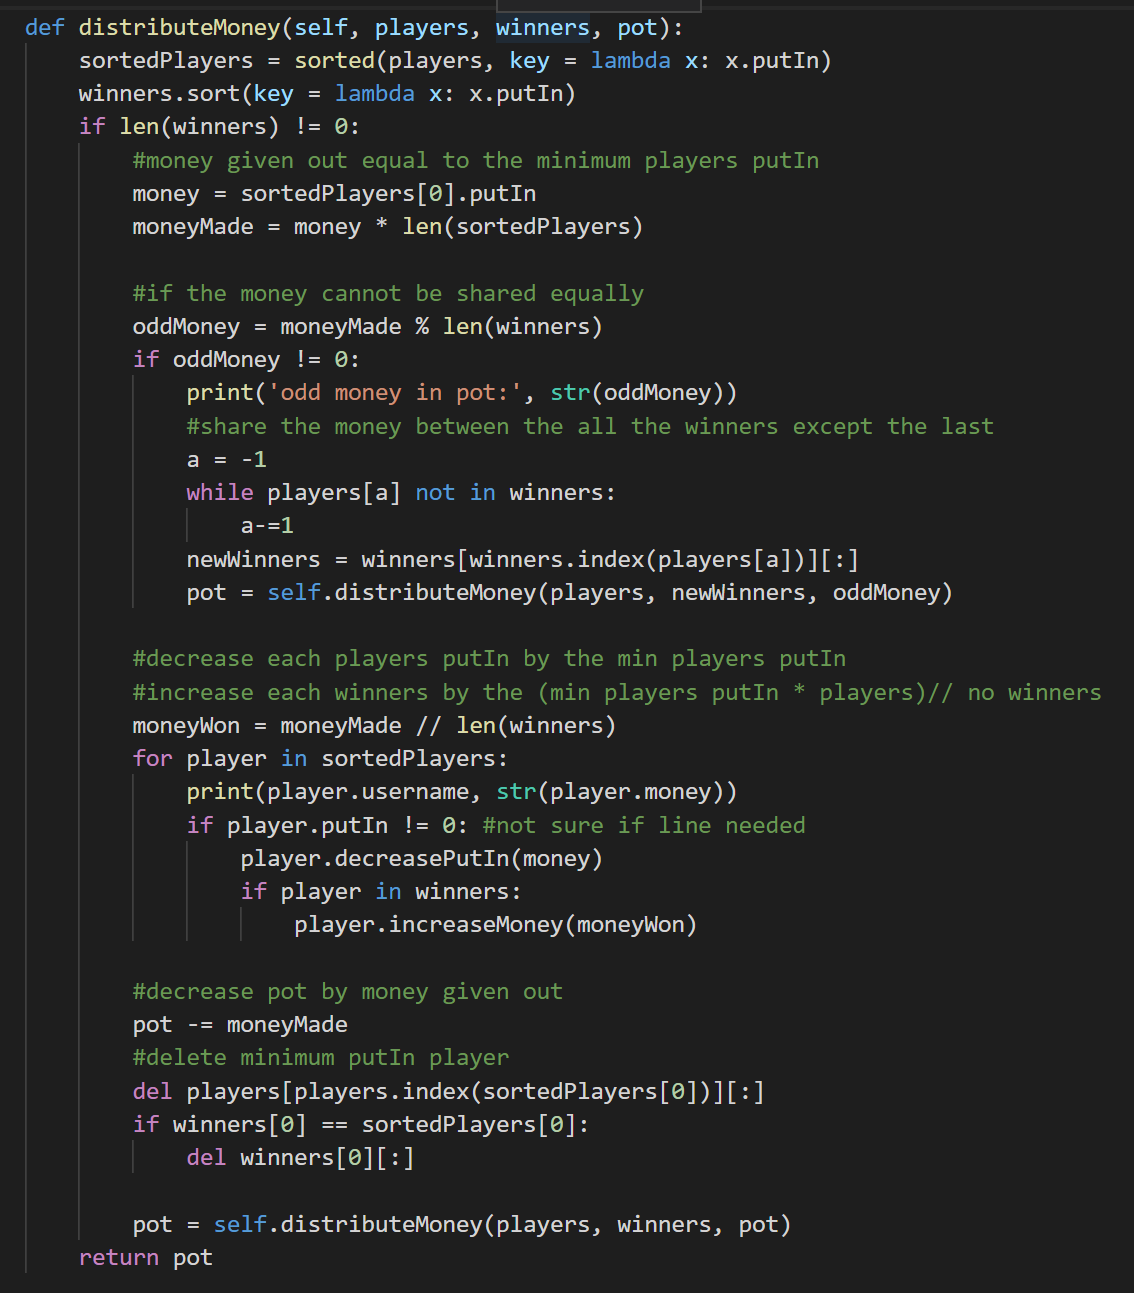 def distributeMoney(self, players, winners, pot):
    sortedPlayers = sorted(players, key = lambda x: x.putIn)
    winners.sort(key = lambda x: x.putIn)
    if len(winners) != 0:
        #money given out equal to the minimum players putIn
        money = sortedPlayers[0].putIn
        moneyMade = money * len(sortedPlayers)

        #if the money cannot be shared equally
        oddMoney = moneyMade % len(winners)
        if oddMoney != 0:
            print('odd money in pot:', str(oddMoney))
            #share the money between the all the winners except the last
            a = -1
            while players[a] not in winners:
                a-=1
            newWinners = winners[winners.index(players[a])][:]
            pot = self.distributeMoney(players, newWinners, oddMoney)

        #decrease each players putIn by the min players putIn
        #increase each winners by the (min players putIn * players)// no winners
        moneyWon = moneyMade // len(winners)
        for player in sortedPlayers:
            print(player.username, str(player.money))
            if player.putIn != 0: #not sure if line needed
                player.decreasePutIn(money)
                if player in winners:
                    player.increaseMoney(moneyWon)

        #decrease pot by money given out
        pot -= moneyMade
        #delete minimum putIn player
        del players[players.index(sortedPlayers[0])][:]
        if winners[0] == sortedPlayers[0]:
            del winners[0][:]

        pot = self.distributeMoney(players, winners, pot)
    return pot